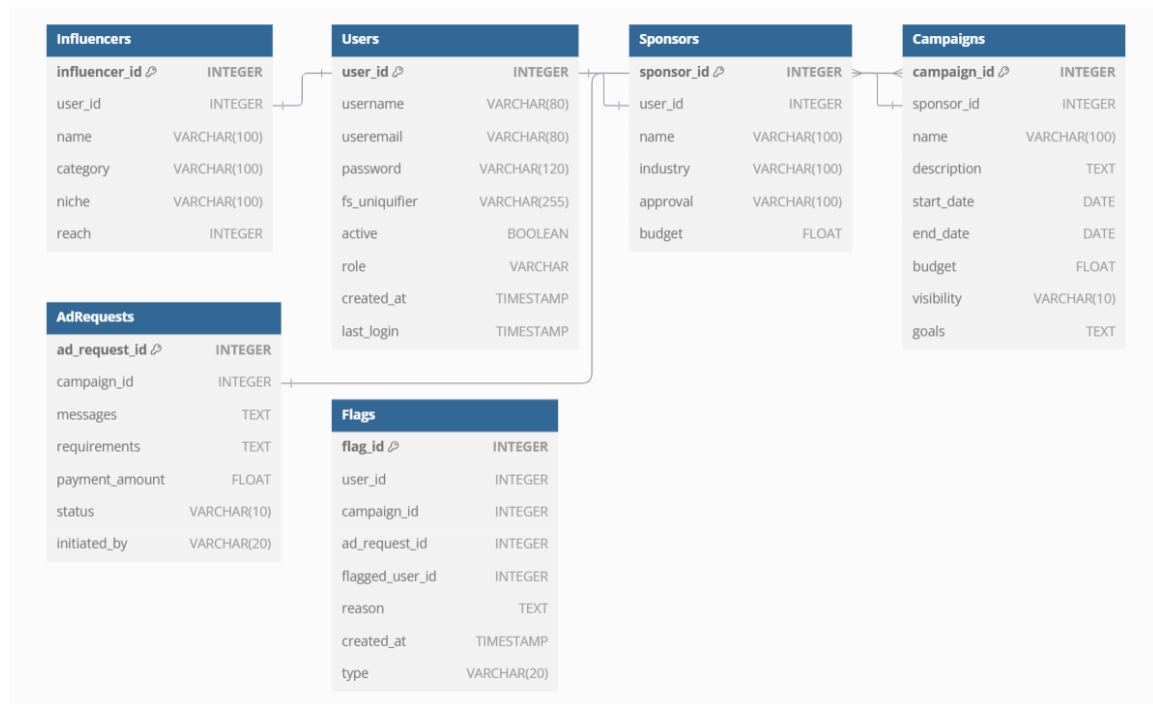 Influencers
influencer_id INTEGER
user_id INTEGER
name VARCHAR(100)
category VARCHAR(100)
niche VARCHAR(100)
reach INTEGER
Users
user_id INTEGER
username VARCHAR(80)
useremail VARCHAR(80)
password VARCHAR(120)
fs_uniquifier VARCHAR(255)
active BOOLEAN
role VARCHAR
created_at TIMESTAMP
last_login TIMESTAMP
Sponsors
sponsor_id INTEGER
user_id INTEGER
name VARCHAR(100)
industry VARCHAR(100)
approval VARCHAR(100)
budget FLOAT
Campaigns
campaign_id INTEGER
sponsor_id INTEGER
name VARCHAR(100)
description TEXT
start_date DATE
end_date DATE
budget FLOAT
visibility VARCHAR(10)
goals TEXT
AdRequests
ad_request_id INTEGER
campaign_id INTEGER
messages TEXT
requirements TEXT
payment_amount FLOAT
status VARCHAR(10)
initiated_by VARCHAR(20)
Flags
flag_id INTEGER
user_id INTEGER
campaign_id INTEGER
ad_request_id INTEGER
flagged_user_id INTEGER
reason TEXT
created_at TIMESTAMP
type VARCHAR(20)